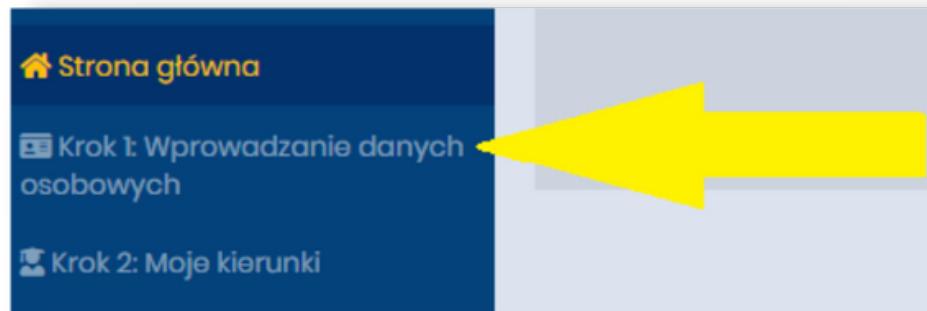 Strona główna
Krok 1: Wprowadzanie danych
osobowych
Krok 2: Moje kierunki